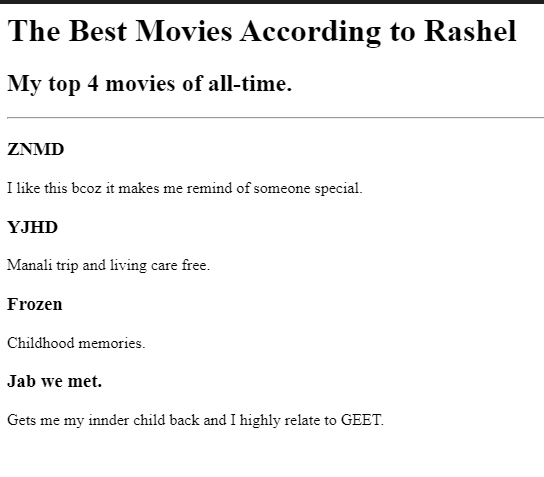 The Best Movies According to Rashel
My top 4 movies of all-time.
ZNMD
I like this bcoz it makes me remind of someone special.
YJHD
Manali trip and living care free.
Frozen
Childhood memories.
Jab we met.
Gets me my innder child back and I highly relate to GEET.